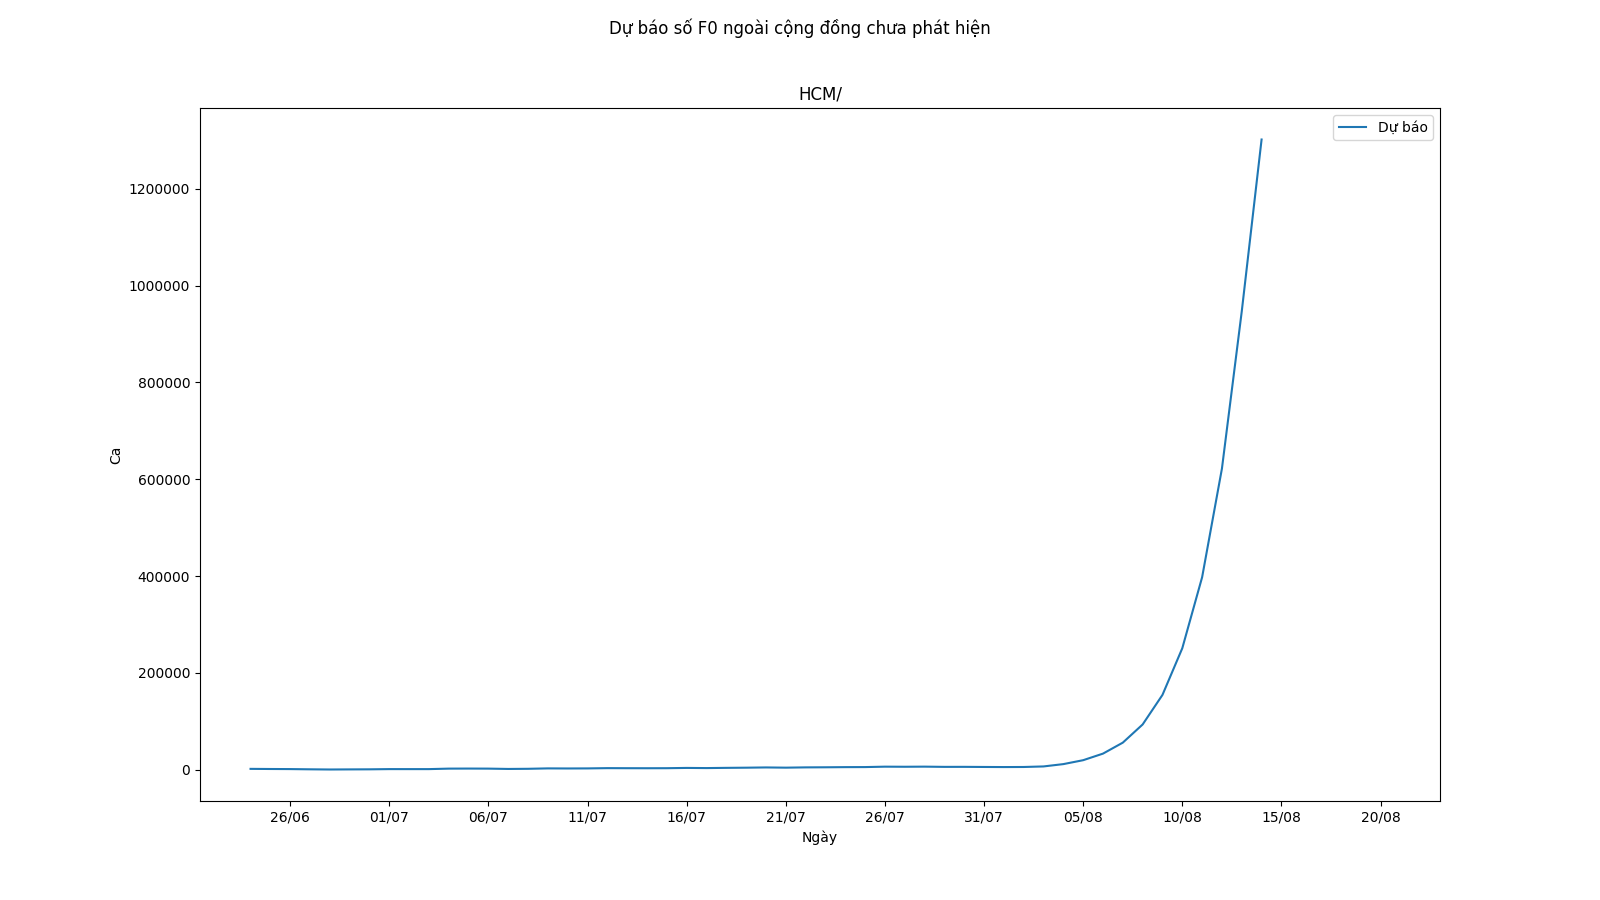 Dự báo số F0 ngoài cộng đồng chưa phát hiện
HCM/
Dự báo
1200000
1000000
800000
600000
400000
200000
0
Ca
26/06 01/07 06/07 11/07 16/07 21/07 26/07 31/07 05/08 10/08 15/08 20/08
Ngày